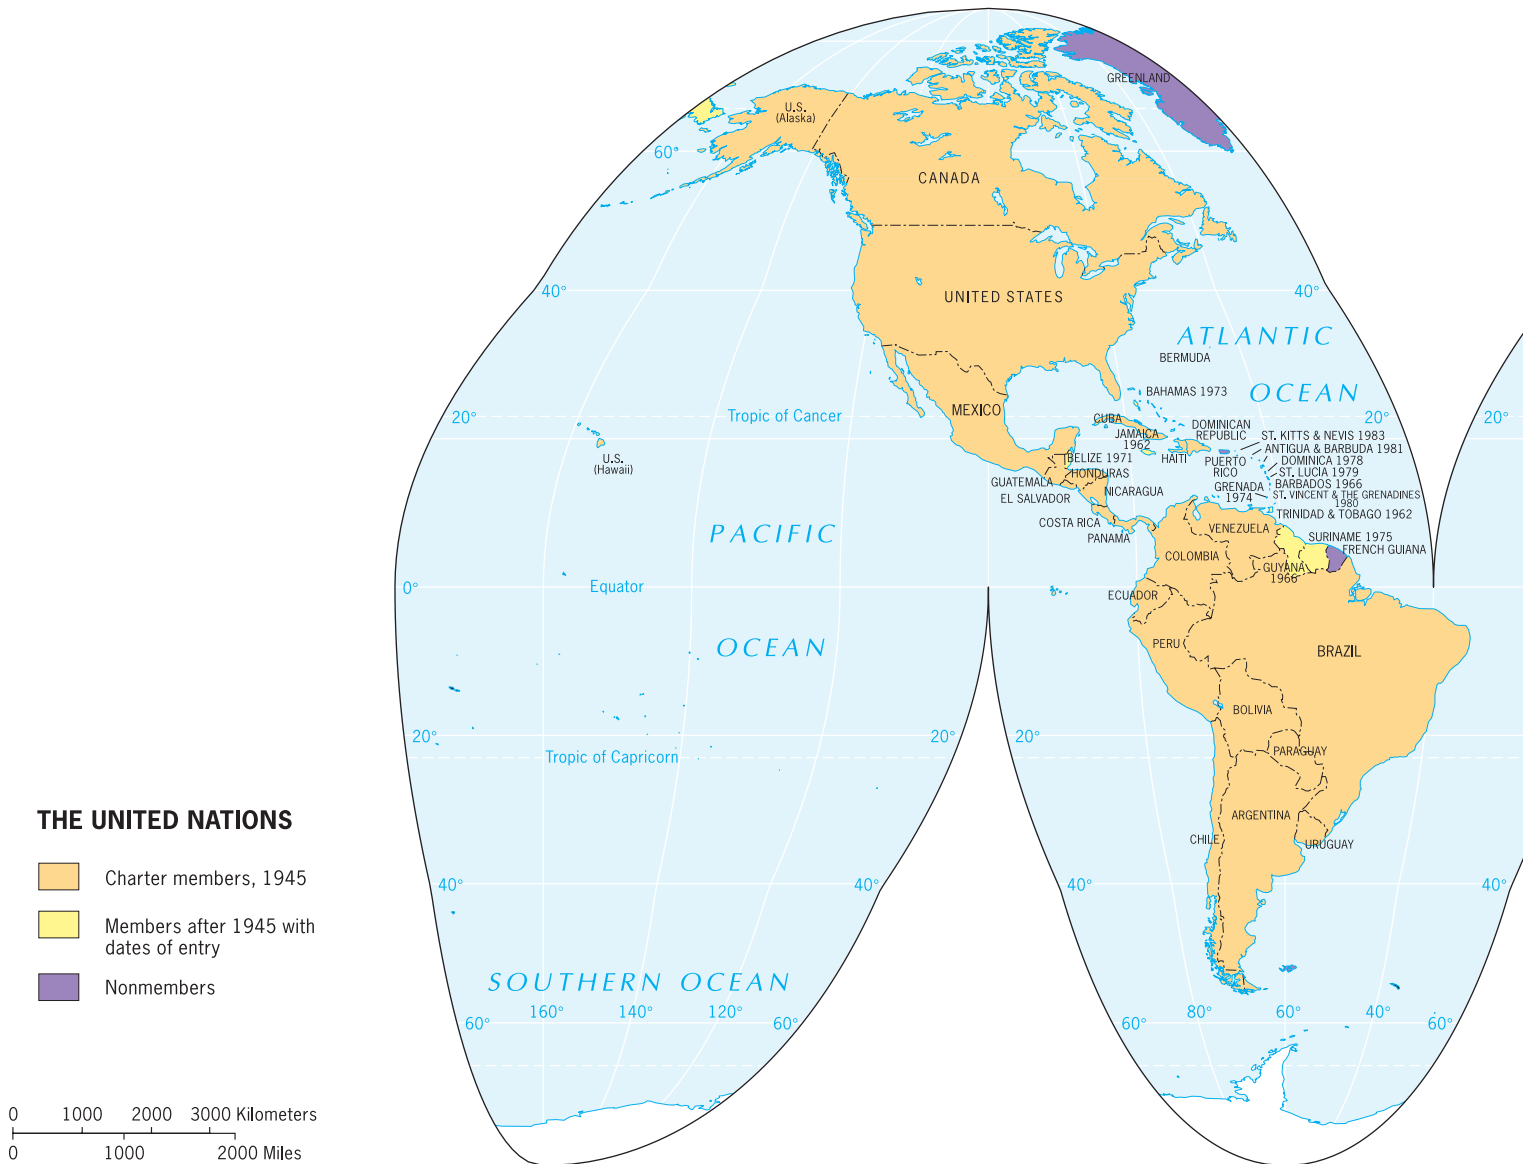 GREENLAND
U.S.
(Alaska)
60°
CANADA
40°
UNITED STATES
40°
ATLANTIC
BERMUDA
OCEAN
BAHAMAS 1973
MEXICO
20°
Tropic of Cancer
CUBA
20°
20°
JAMAICA
1962
DOMINICAN
REPUBLIC
ST. KITTS & NEVIS 1983
ANTIGUA & BARBUDA 1981
HAITI
PUERTO
RICO
DOMINICA 1978
ST. LUCIA 1979
BARBADOS 1966
U.S.
(Hawaii)
BELIZE 1971
HONDURAS
GUATEMALA
EL SALVADOR
NICARAGUA
GRENADA
1974
ST. VINCENT & THE GRENADINES
1980
TRINIDAD & TOBAGO 1962
COSTA RICA
PANAMA
VENEZUELA
SURINAME 1975
FRENCH GUIANA
PACIFIC
COLOMBIA
GUYANA
1966
0°
Equator
ECUADOR
OCEAN
PERU
BRAZIL
BOLIVIA
20°
20°
20°
Tropic of Capricorn
PARAGUAY
ARGENTINA
CHILE
URUGUAY
THE UNITED NATIONS
Charter members, 1945
40°
40°
40°
40°
Members after 1945 with
dates of entry
Nonmembers
SOUTHERN OCEAN
60°
160°
140°
120°
60°
60°
80°
60°
40°
60°
0 1000 2000 3000 Kilometers
0 1000 2000 Miles